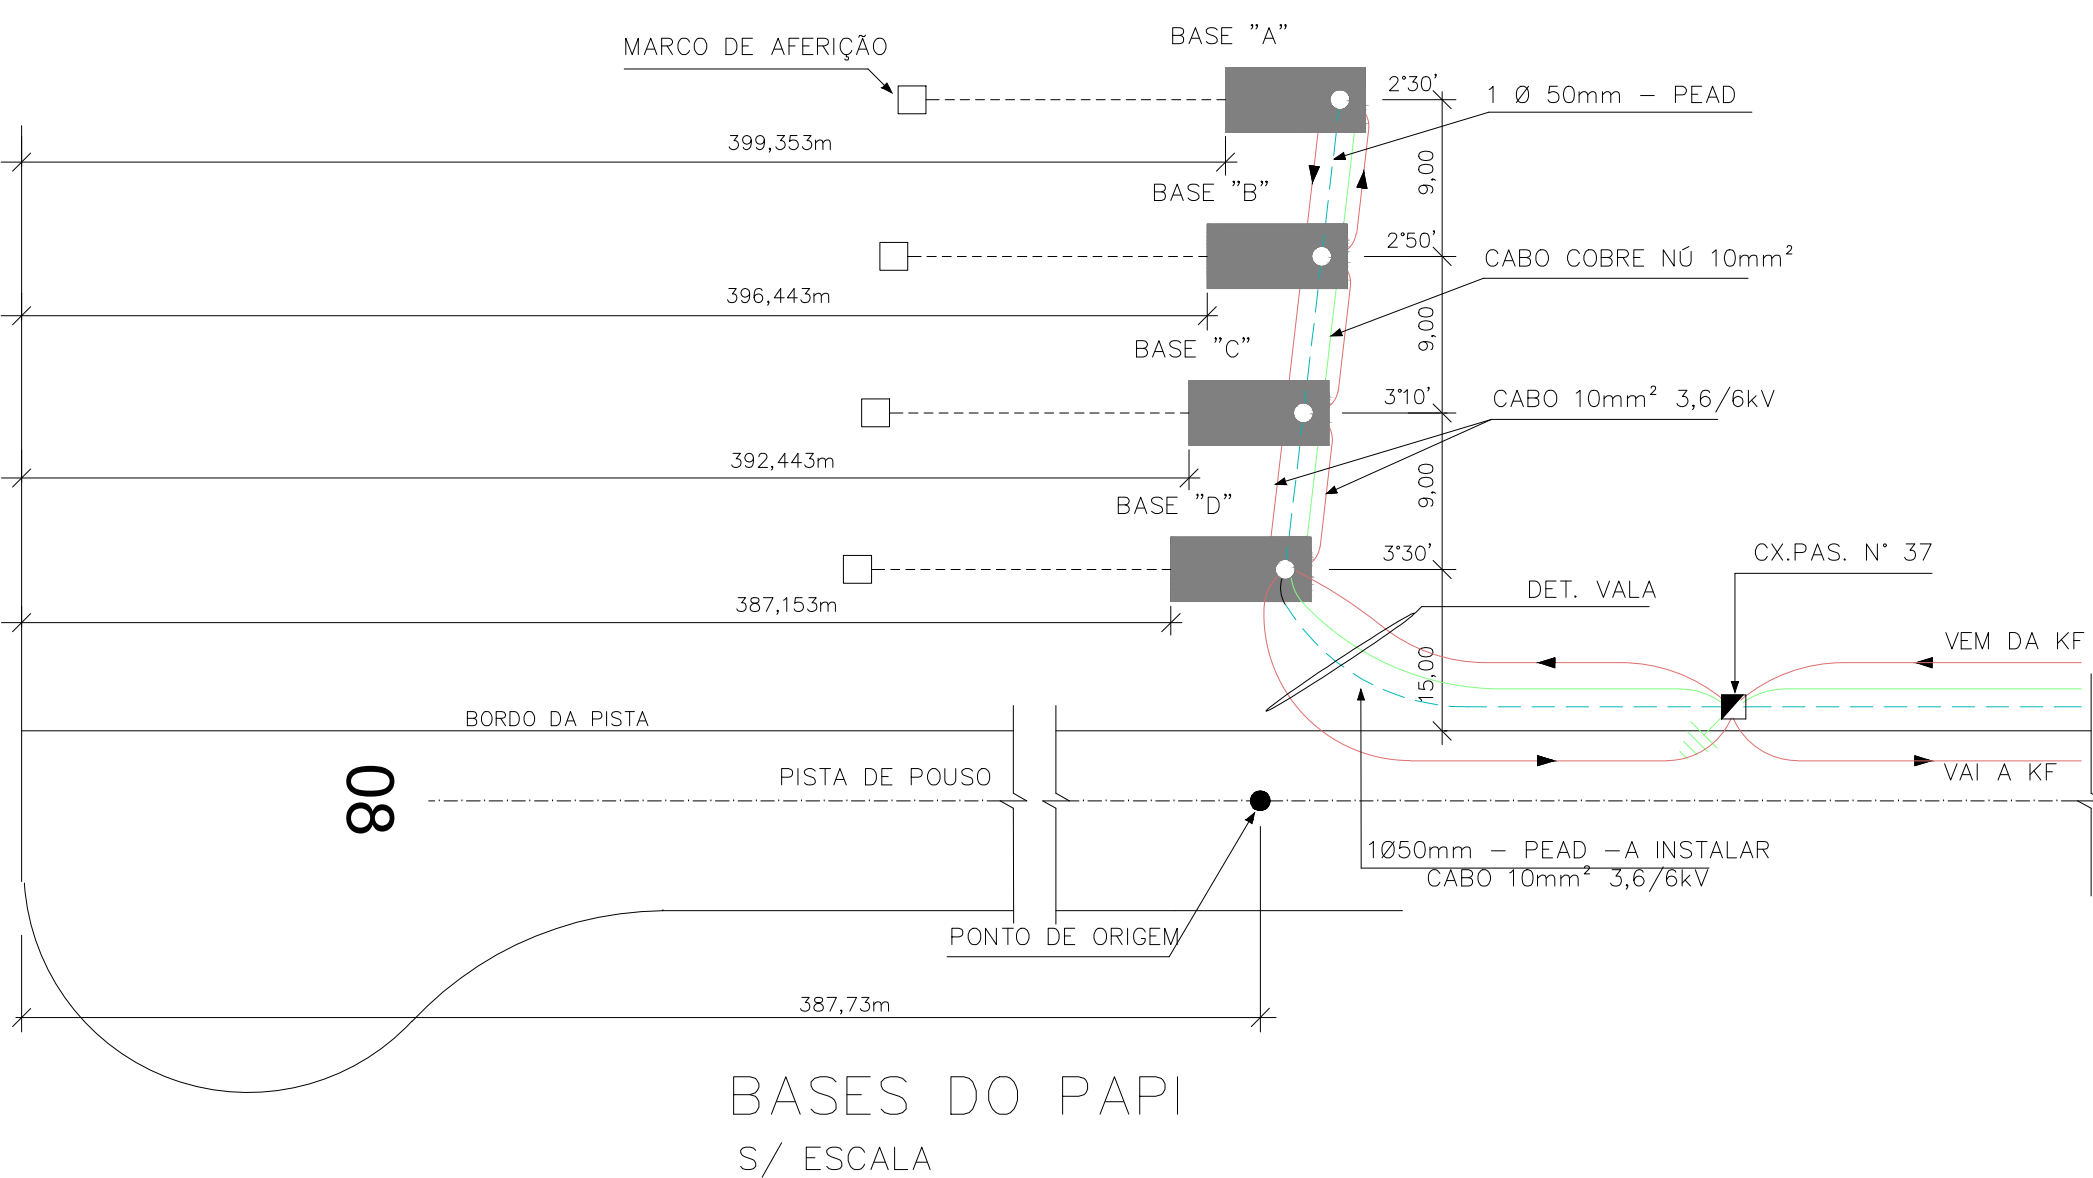 BASE "A"
MARCO DE AFERIÇÃO
2°30'
1 Ø 50mm – PEAD
399,353m
9,00
BASE "B"
2°50'
CABO COBRE NÚ 10mm²
396,443m
9,00
BASE "C"
3°10'
CABO 10mm² 3,6/6kV
392,443m
9,00
BASE "D"
3°30'
CX.PAS. N° 37
DET. VALA
387,153m
VEM DA KF
15,00
BORDO DA PISTA
08
PISTA DE POUSO
VAI A KF
1Ø50mm – PEAD –A INSTALAR
CABO 10mm² 3,6/6kV
PONTO DE ORIGEM
387,73m
BASES DO PAPI
S/ ESCALA